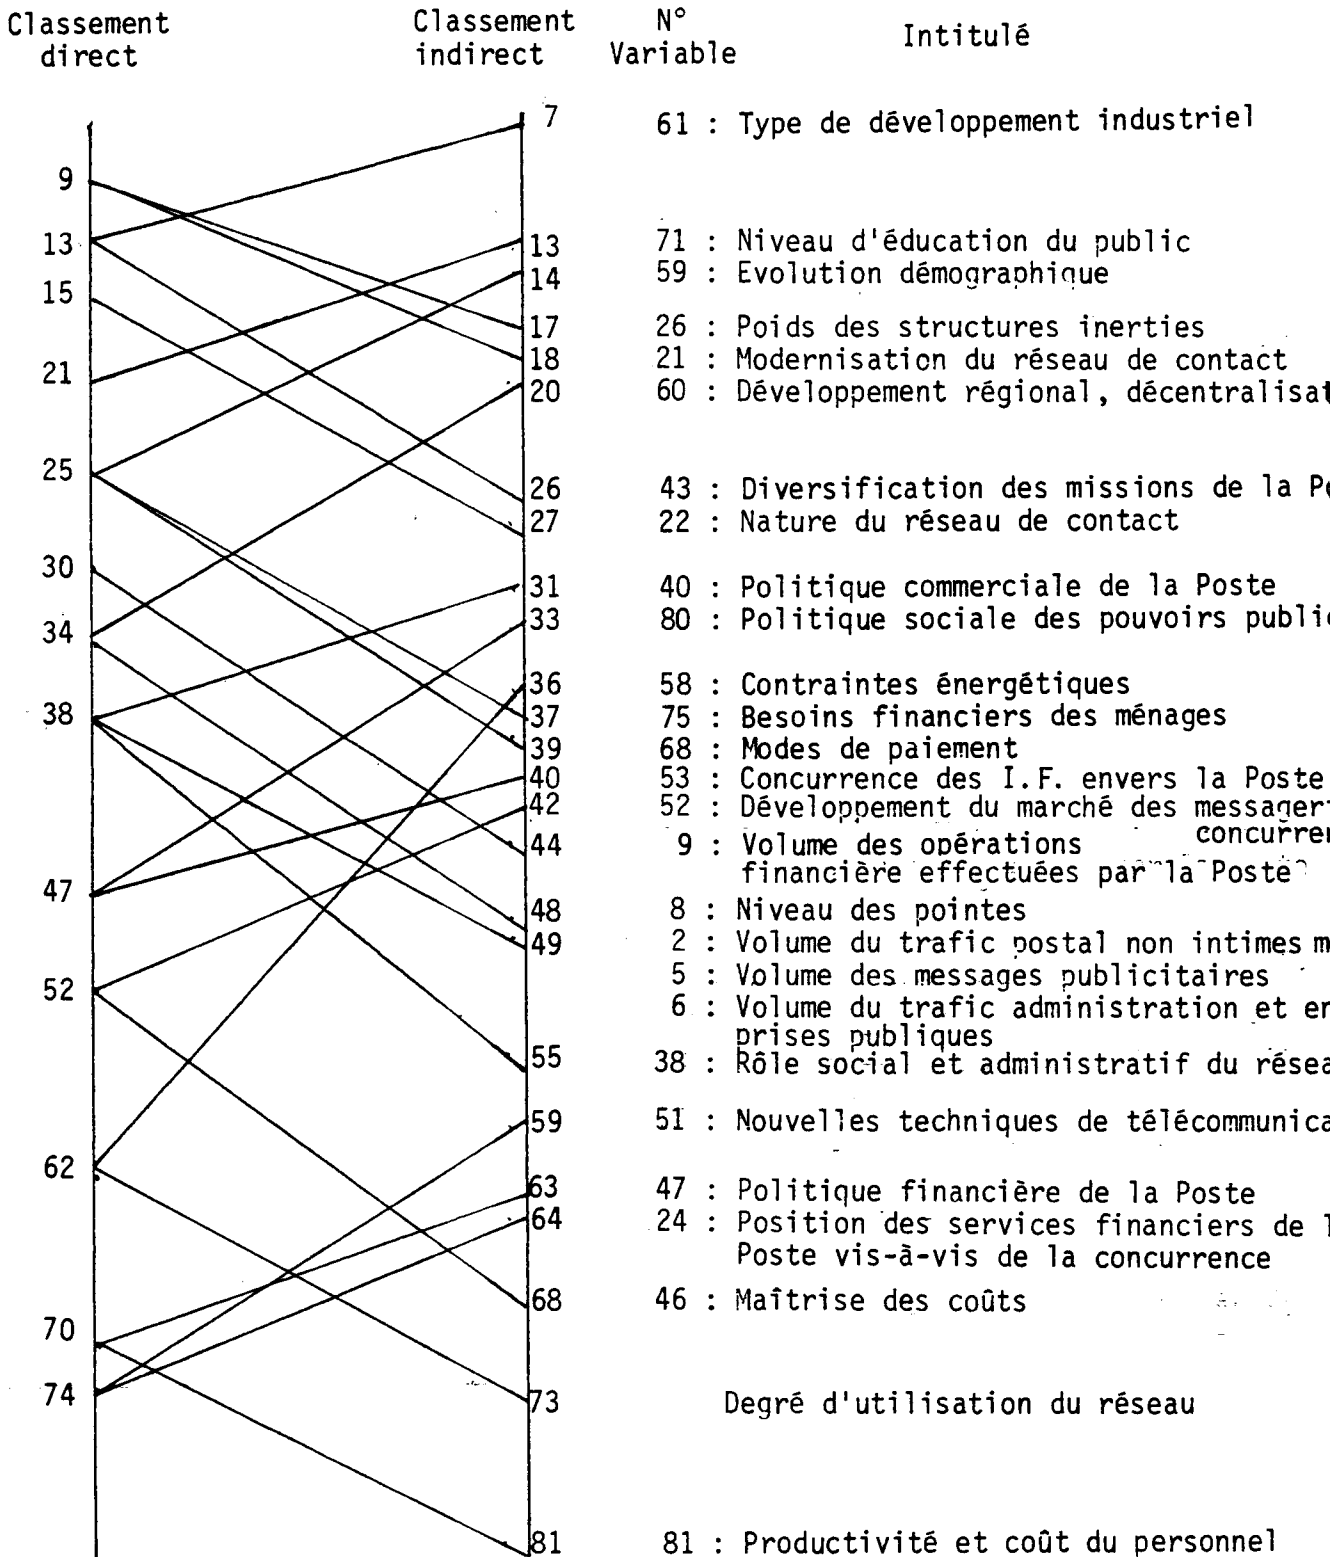 Classement Classement N° Intitulé
direct indirect Variable
7 61 : Type de développement industriel
9
13 13 71 : Niveau d'éducation du public
14 59 : Evolution démographique
15
17 26 : Poids des structures inerties
18 21 : Modernisation du réseau de contact
21 20 60 : Développement régional, décentralisat
25
26 43 : Diversification des missions de la Po
27 22 : Nature du réseau de contact
30
31 40 : Politique commerciale de la Poste
34 33 80 : Politique sociale des pouvoirs public
36 58 : Contraintes énergétiques
38 37 75 : Besoins financiers des ménages
39 68 : Modes de paiement
40 53 : Concurrence des I.F. envers la Poste
42 52 : Développement du marché des messager
concurren
44 9 : Volume des opérations
financière effectuées par la Poste
47
48 8 : Niveau des pointes
49 2 : Volume du trafic postal non intimes m
52 5 : Volume des messages publicitaires
6 : Volume du trafic administration et en
prises publiques
55 38 : Rôle social et administratif du résea
59 51 : Nouvelles techniques de télécommunica
62
63 47 : Politique financière de la Poste
64 24 : Position des services financiers de l
Poste vis-à-vis de la concurrence
68 46 : Maîtrise des coûts
70
74 73 Degré d'utilisation du réseau
81 81 : Productivité et coût du personnel